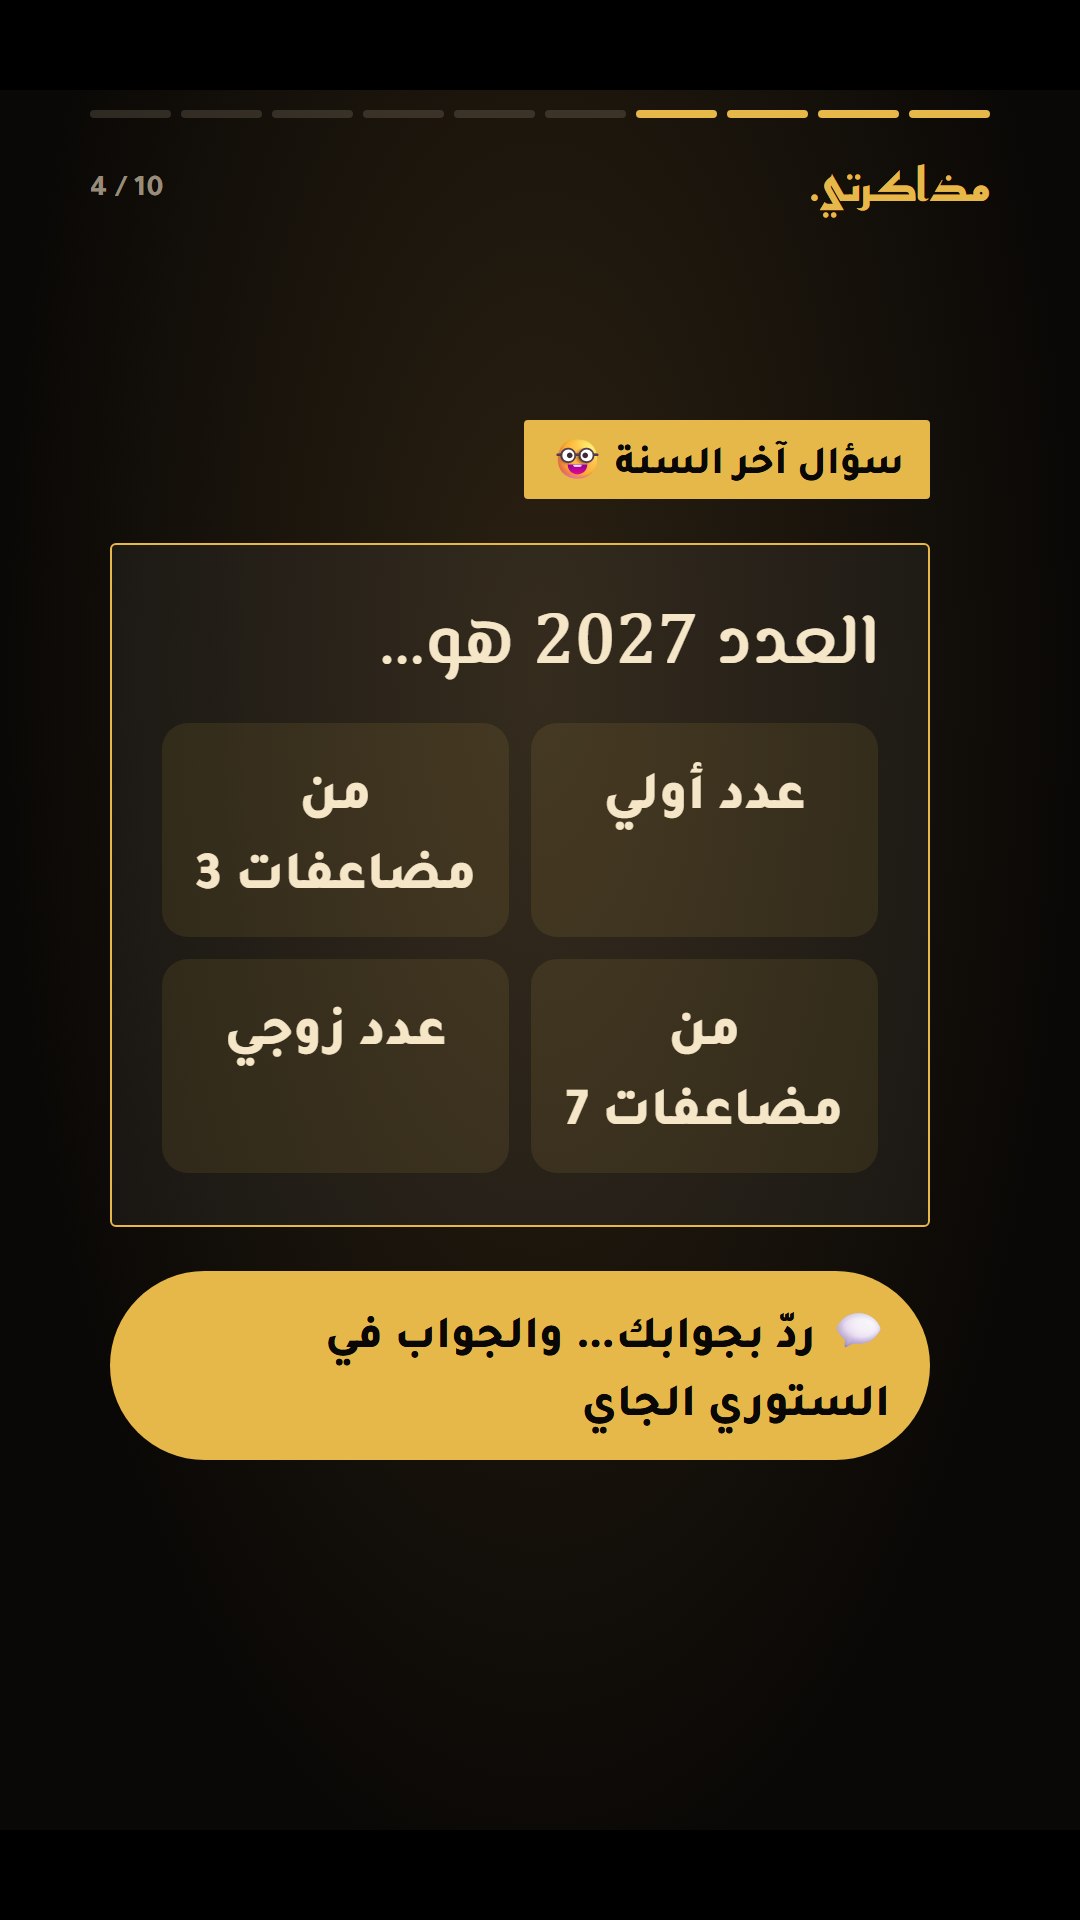 مذاكرتي.
4 / 10
سؤال آخر السنة 🤓
العدد 2027 هو...
عدد أولي
من
مضاعفات 3
من
مضاعفات 7
عدد زوجي
💬 ردّ بجوابك... والجواب في
الستوري الجاي